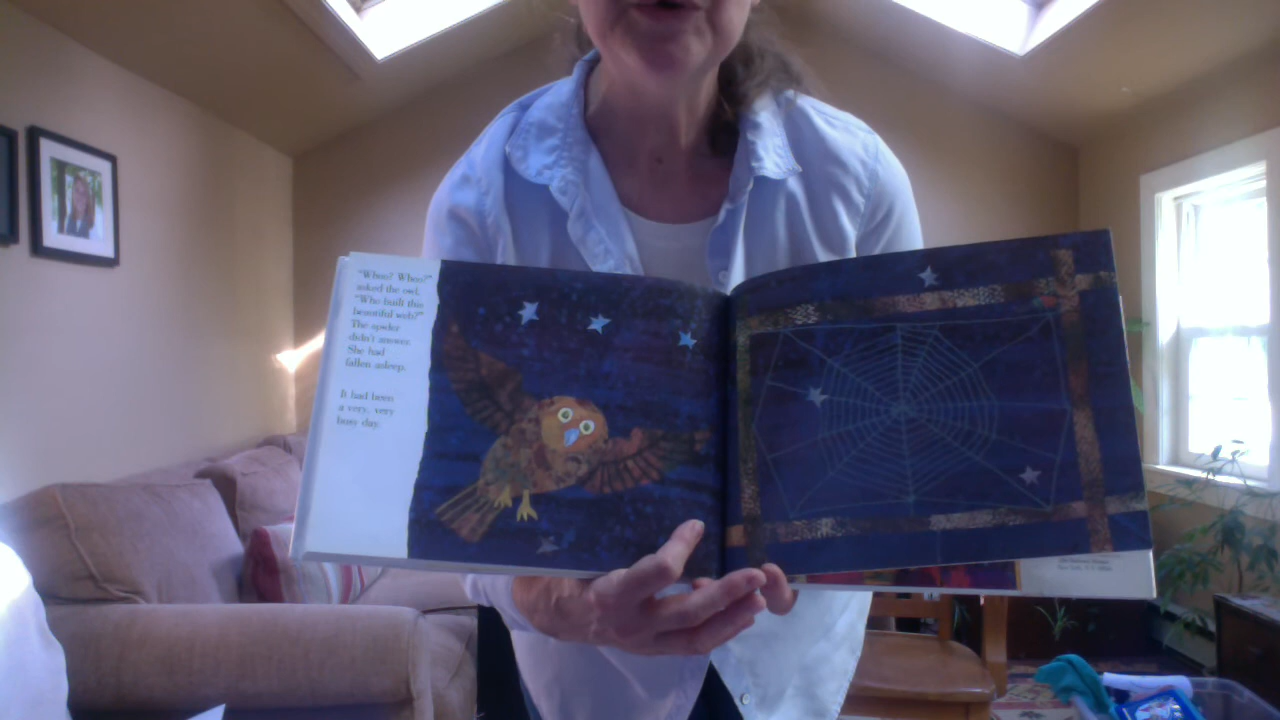 "Whoo? Whoo?"
asked the owl.
"Who built this
beautiful web?"
The spider
didn't answer.
She had
fallen asleep.
It had been
a very, very
busy day.